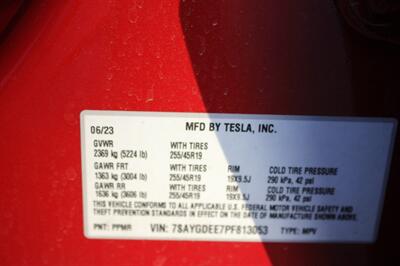 06/23 MFD BY TESLA, INC.
GVWR WITH TIRES
2369 kg (5224 lb) 255/45R19
GAWR FRT WITH TIRES RIM COLD TIRE PRESSURE
1363 kg (3004 lb) 255/45R19 19X9.5J 290 kPa, 42 psi
GAWR RR WITH TIRES RIM COLD TIRE PRESSURE
1636 kg (3606 lb) 255/45R19 19X9.5J 290 kPa, 42 psi
THIS MOTOR VEHICLE CONFORMS TO ALL APPLICABLE U.S. FEDERAL MOTOR VEHICLE SAFETY AND
THEFT PREVENTION STANDARDS IN EFFECT ON THE DATE OF MANUFACTURE SHOWN ABOVE.
PNT: PPMR VIN: 7SAYGDEE7PF813053 TYPE: MPV